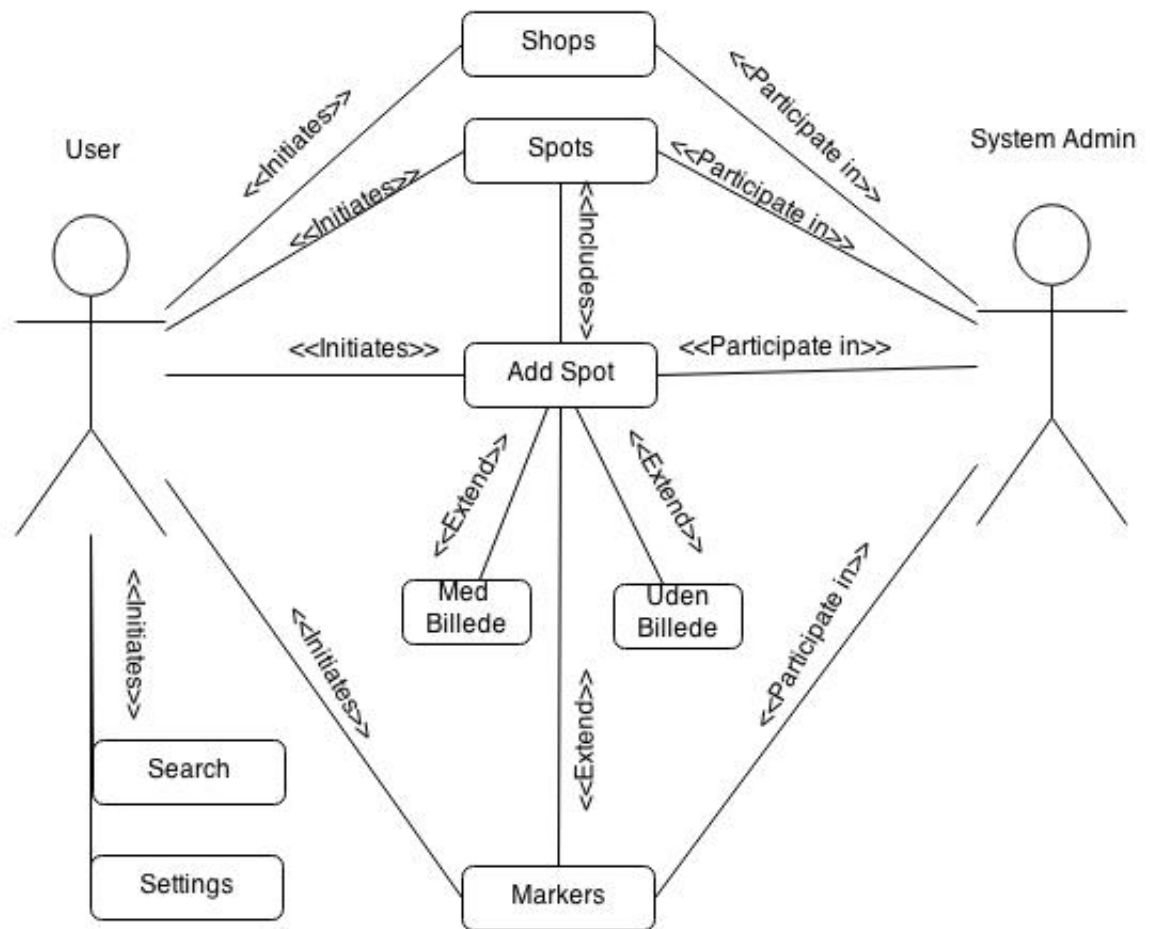 Shops
<<Initiates>>
<<Participate in>>
User
Spots
System Admin
<<Initiates>>
<<Participate in>>
<<Includes>>
<<Initiates>>
<<Participate in>>
Add Spot
<<Extend>>
<<Extend>>
Med
Billede
Uden
Billede
<<Initiates>>
<<Initiates>>
<<Extend>>
<<Participate in>>
Search
Settings
Markers